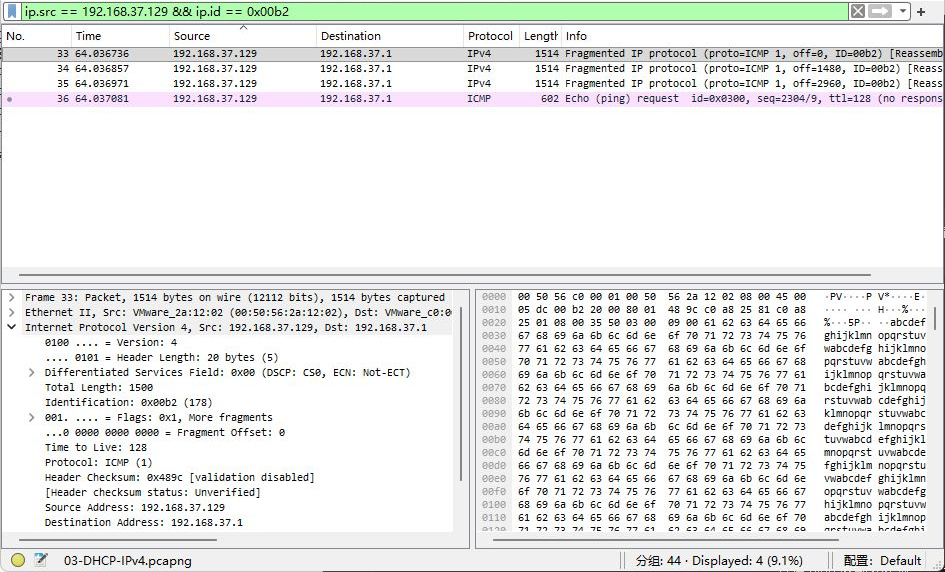 ip.src == 192.168.37.129 && ip.id == 0x00b2
No. Time Source Destination Protocol Length Info
33 64.036736 192.168.37.129 192.168.37.1 IPv4 1514 Fragmented IP protocol (proto=ICMP 1, off=0, ID=00b2) [Reassemb
34 64.036857 192.168.37.129 192.168.37.1 IPv4 1514 Fragmented IP protocol (proto=ICMP 1, off=1480, ID=00b2) [Reass
35 64.036971 192.168.37.129 192.168.37.1 IPv4 1514 Fragmented IP protocol (proto=ICMP 1, off=2960, ID=00b2) [Reass
36 64.037081 192.168.37.129 192.168.37.1 ICMP 602 Echo (ping) request id=0x0300, seq=2304/9, ttl=128 (no respons
Frame 33: Packet, 1514 bytes on wire (12112 bits), 1514 bytes captured
Ethernet II, Src: VMware_2a:12:02 (00:50:56:2a:12:02), Dst: VMware_c0:0
Internet Protocol Version 4, Src: 192.168.37.129, Dst: 192.168.37.1
0100 .... = Version: 4
.... 0101 = Header Length: 20 bytes (5)
Differentiated Services Field: 0x00 (DSCP: CS0, ECN: Not-ECT)
Total Length: 1500
Identification: 0x00b2 (178)
001. .... = Flags: 0x1, More fragments
...0 0000 0000 0000 = Fragment Offset: 0
Time to Live: 128
Protocol: ICMP (1)
Header Checksum: 0x489c [validation disabled]
[Header checksum status: Unverified]
Source Address: 192.168.37.129
Destination Address: 192.168.37.1
0000 00 50 56 c0 00 01 00 50 56 2a 12 02 08 00 45 00 ·PV····P V*····E·
0010 05 dc 00 b2 20 00 80 01 48 9c c0 a8 25 81 c0 a8 ···· ··· H···%···
0020 25 01 08 00 35 50 03 00 09 00 61 62 63 64 65 66 %···5P·· ··abcdef
0030 67 68 69 6a 6b 6c 6d 6e 6f 70 71 72 73 74 75 76 ghijklmn opqrstuv
0040 77 61 62 63 64 65 66 67 68 69 6a 6b 6c 6d 6e 6f wabcdefg hijklmno
0050 70 71 72 73 74 75 76 77 61 62 63 64 65 66 67 68 pqrstuvw abcdefgh
0060 69 6a 6b 6c 6d 6e 6f 70 71 72 73 74 75 76 77 61 ijklmnop qrstuvwa
0070 62 63 64 65 66 67 68 69 6a 6b 6c 6d 6e 6f 70 71 bcdefghi jklmnopq
0080 72 73 74 75 76 77 61 62 63 64 65 66 67 68 69 6a rstuvwab cdefghij
0090 6b 6c 6d 6e 6f 70 71 72 73 74 75 76 77 61 62 63 klmnopqr stuvwabc
00a0 64 65 66 67 68 69 6a 6b 6c 6d 6e 6f 70 71 72 73 defghijk lmnopqrs
00b0 74 75 76 77 61 62 63 64 65 66 67 68 69 6a 6b 6c tuvwabcd efghijkl
00c0 6d 6e 6f 70 71 72 73 74 75 76 77 61 62 63 64 65 mnopqrst uvwabcde
00d0 66 67 68 69 6a 6b 6c 6d 6e 6f 70 71 72 73 74 75 fghijklm nopqrstu
00e0 76 77 61 62 63 64 65 66 67 68 69 6a 6b 6c 6d 6e vwabcdef ghijklmn
00f0 6f 70 71 72 73 74 75 76 77 61 62 63 64 65 66 67 opqrstuv wabcdefg
0100 68 69 6a 6b 6c 6d 6e 6f 70 71 72 73 74 75 76 77 hijklmno pqrstuvw
0110 61 62 63 64 65 66 67 68 69 6a 6b 6c 6d 6e 6f 70 abcdefgh ijklmnop
0120 71 72 73 74 75 76 77 61 62 63 64 65 66 67 68 69 qrstuvwa bcdefghi
03-DHCP-IPv4.pcapng 分组: 44 · Displayed: 4 (9.1%) 配置: Default